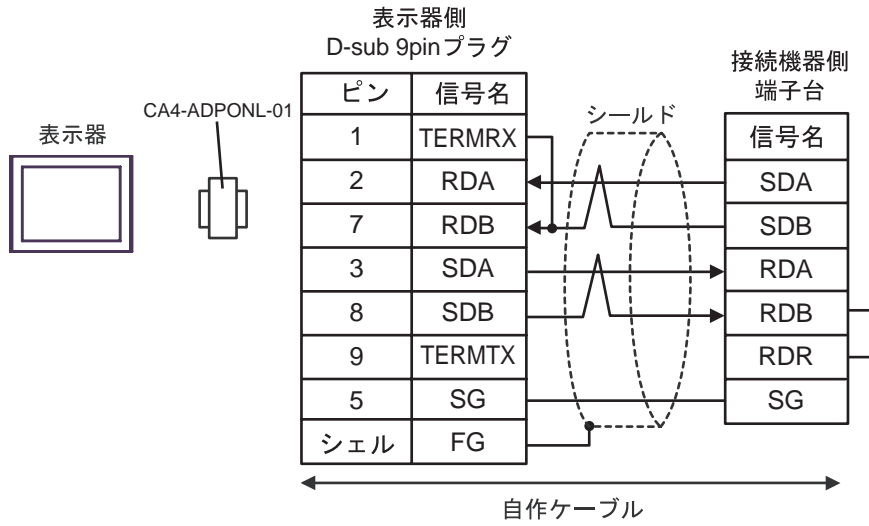 表示器側
D-sub 9pinプラグ
接続機器側
端子台
CA4-ADPONL-01
表示器
シールド
ピン 信号名
信号名
1 TERMRX
2 RDA
SDA
7 RDB
SDB
3 SDA
RDA
8 SDB
RDB
9 TERMTX
RDR
5 SG
SG
シェル FG
自作ケーブル